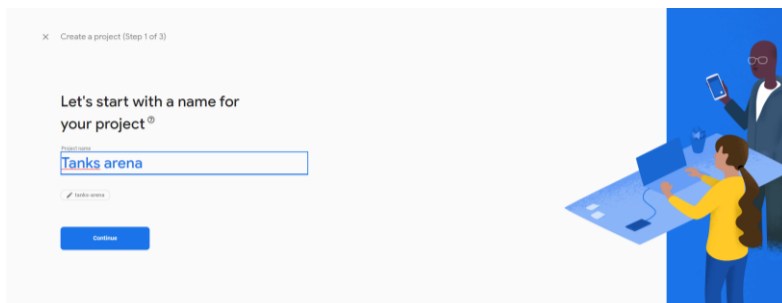 Create a project (Step 1 of 3)
Let's start with a name for
your project
Project name
Tanks arena
tanks-arena
Continue